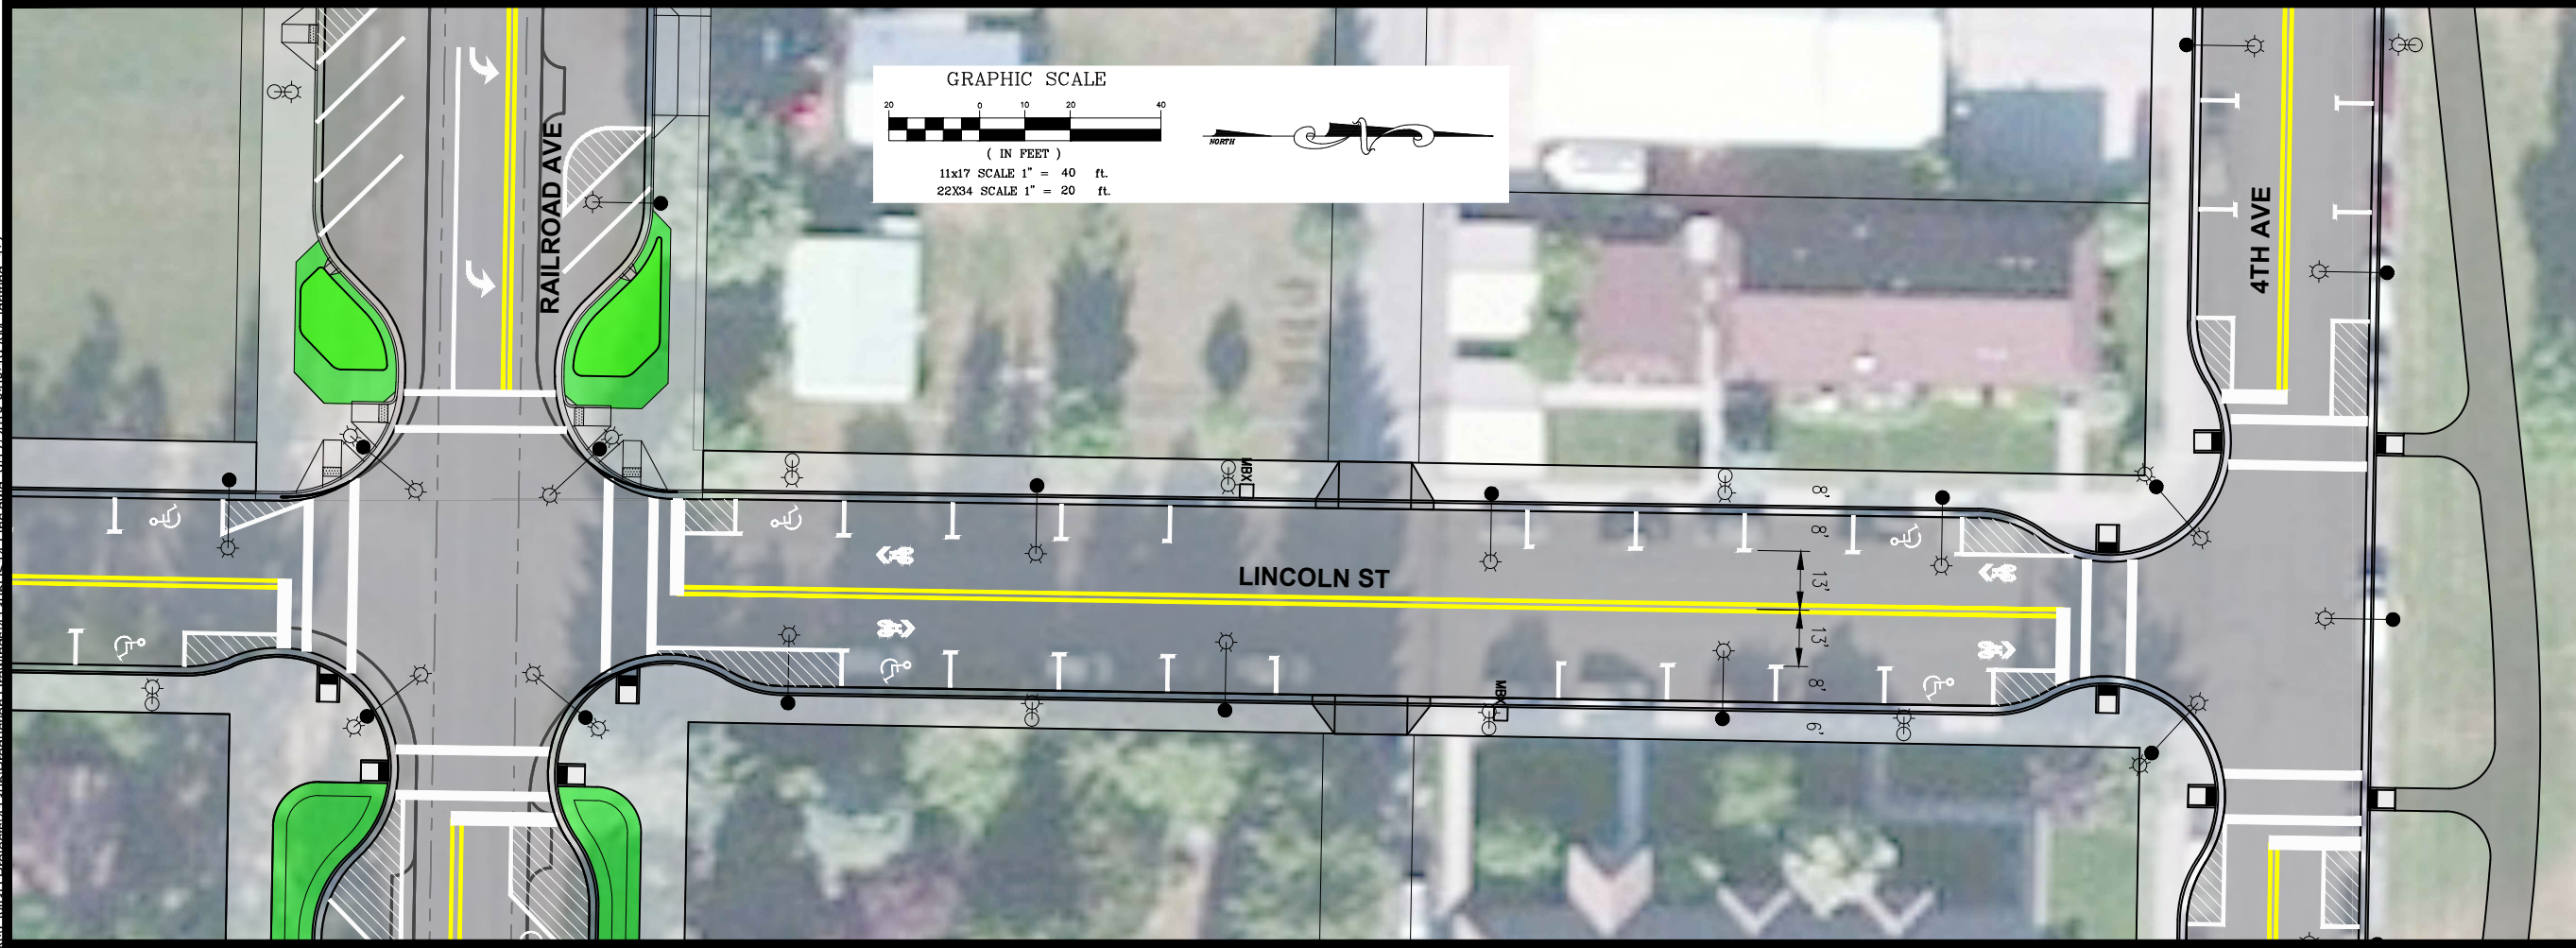 GRAPHIC SCALE
20 0 10 20 40
( IN FEET )
11x17 SCALE 1" = 40 ft.
22X34 SCALE 1" = 20 ft.
NORTH
RAILROAD AVE
4TH AVE
MBX
8'
8'
LINCOLN ST
13'
13'
8'
MBX
6'